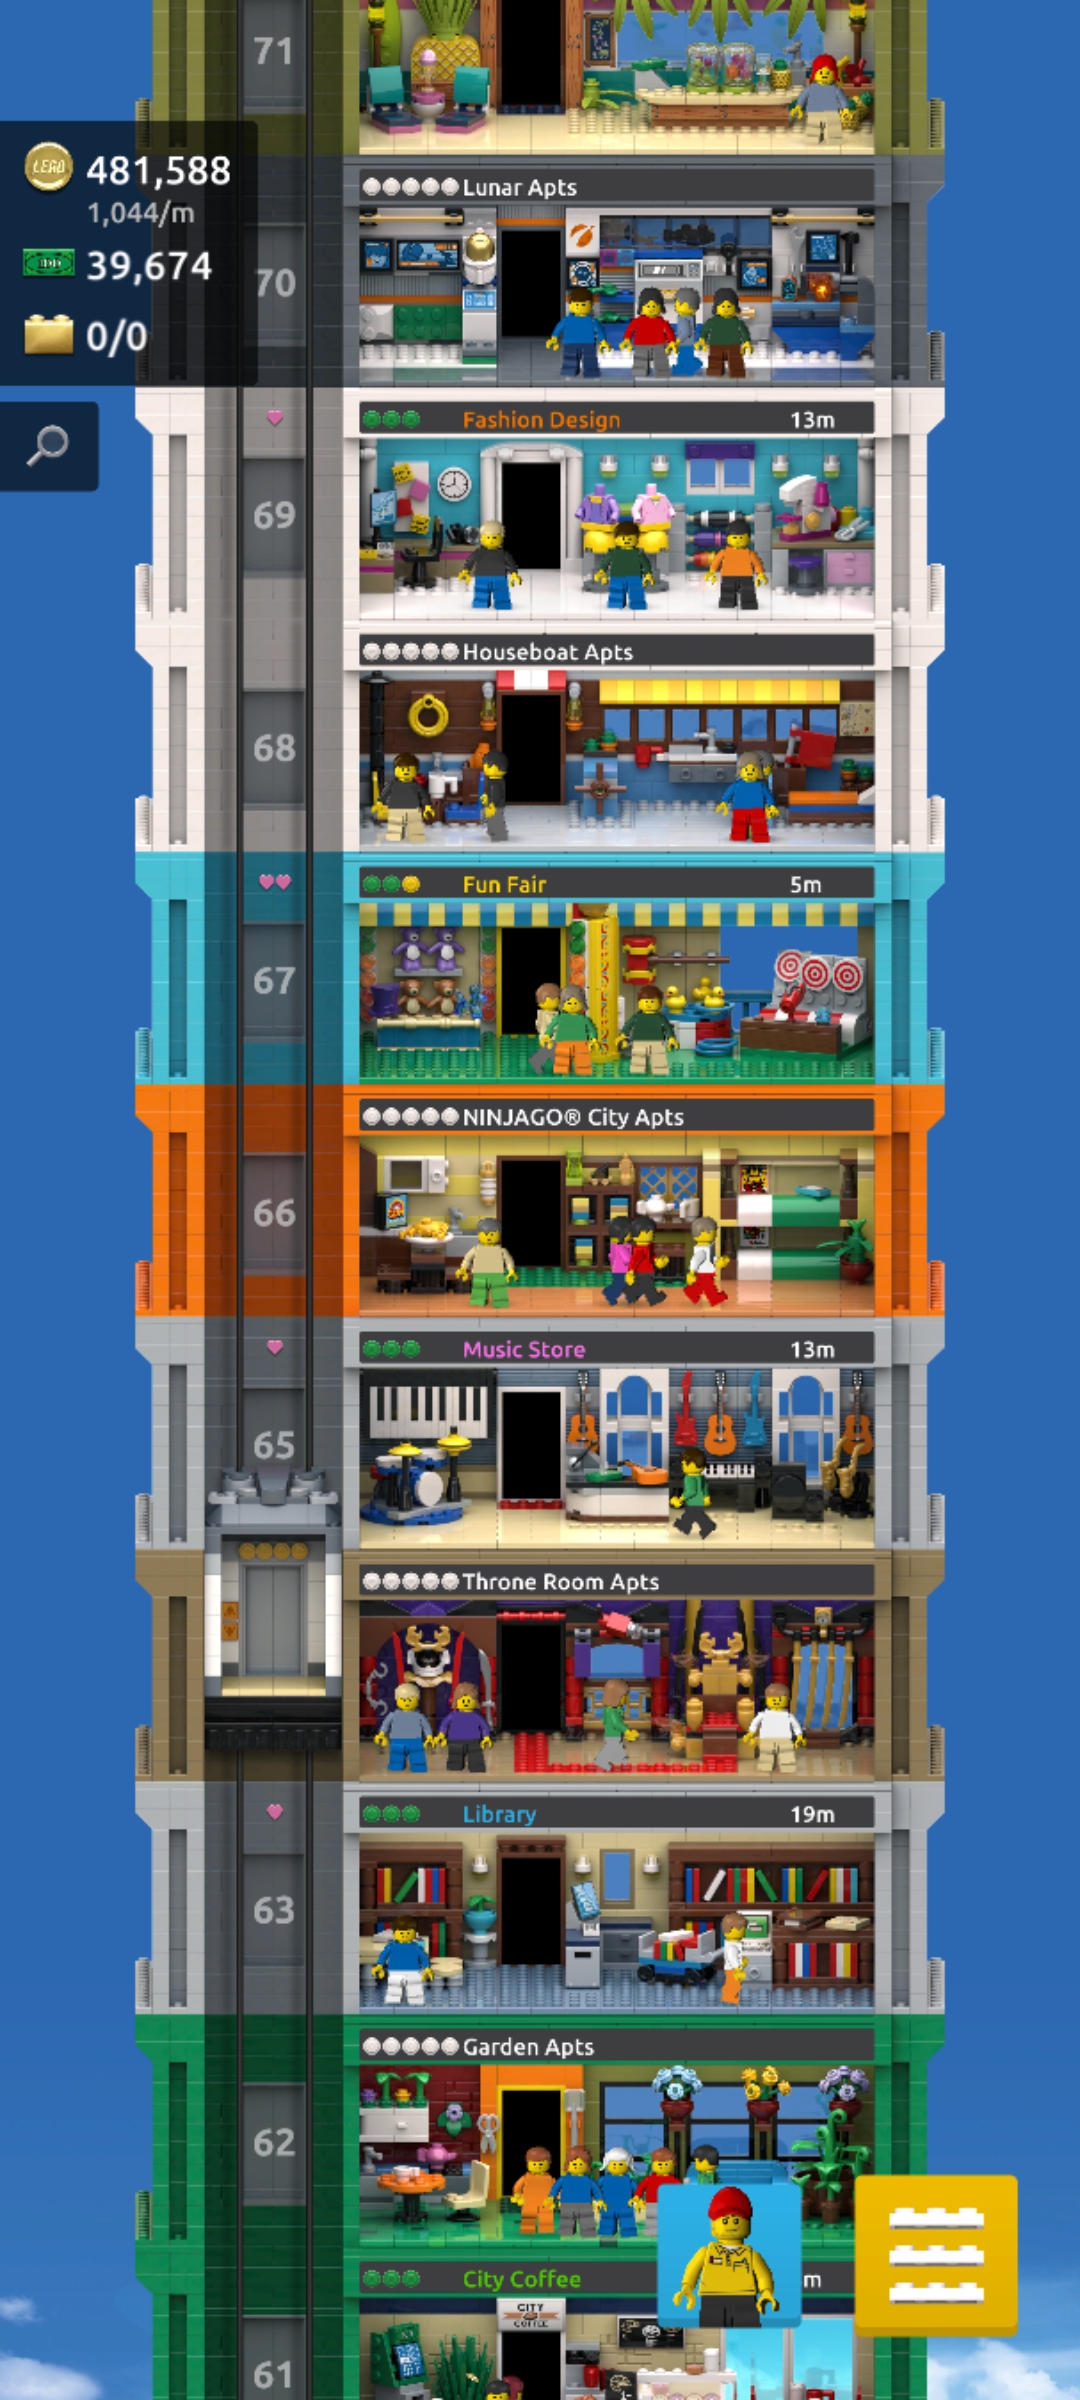 71
LEGO
481,588
1,044/m
39,674
0/0
Lunar Apts
70
Fashion Design 13m
69
Houseboat Apts
68
Fun Fair 5m
67
NINJAGO® City Apts
66
Music Store 13m
65
Throne Room Apts
Library 19m
63
Garden Apts
62
City Coffee m
CITY
COFFEE
61